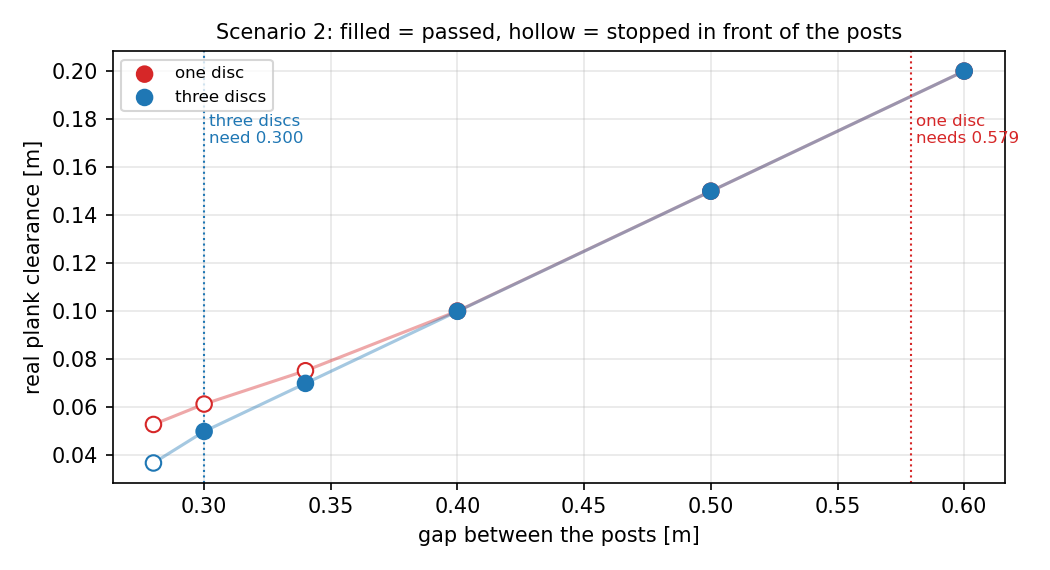 Scenario 2: filled = passed, hollow = stopped in front of the posts
one disc
three discs
three discs
need 0.300
one disc
needs 0.579
real plank clearance [m]
0.20
0.18
0.16
0.14
0.12
0.10
0.08
0.06
0.04
0.30
0.35
0.40
0.45
0.50
0.55
0.60
gap between the posts [m]